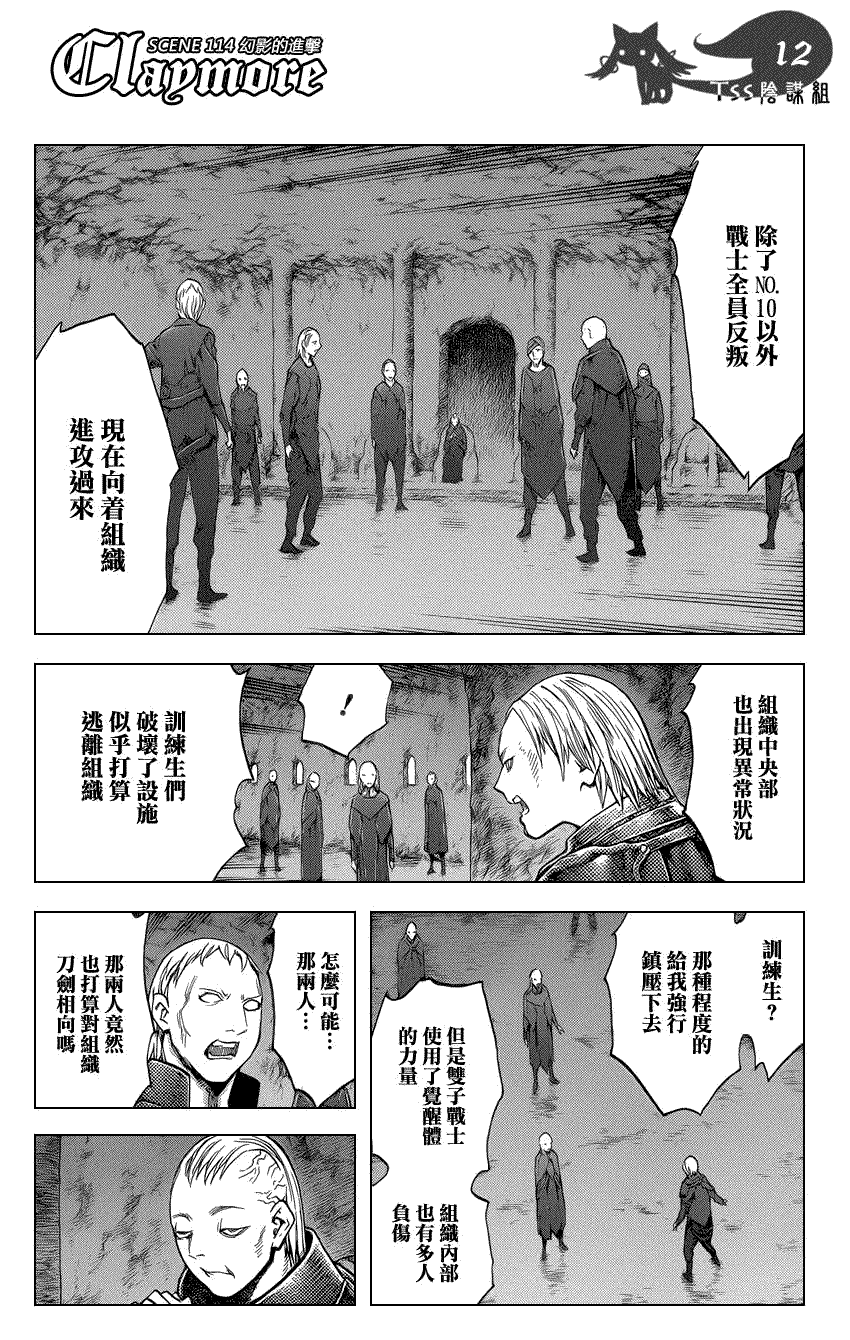 SCENE 114 幻影的進擊
Claymore
12
Tss陰謀組
除了NO.10以外
戰士全員反叛
現在向着組織
進攻過來
組織中央部
也出現異常狀況
！
訓練生們
破壞了設施
似乎打算
逃離組織
訓練生？
那種程度的
給我強行
鎮壓下去
但是雙子戰士
使用了覺醒體
的力量
組織內部
也有多人
負傷
怎麼可能…
那兩人…
那兩人竟然
也打算對組織
刀劍相向嗎